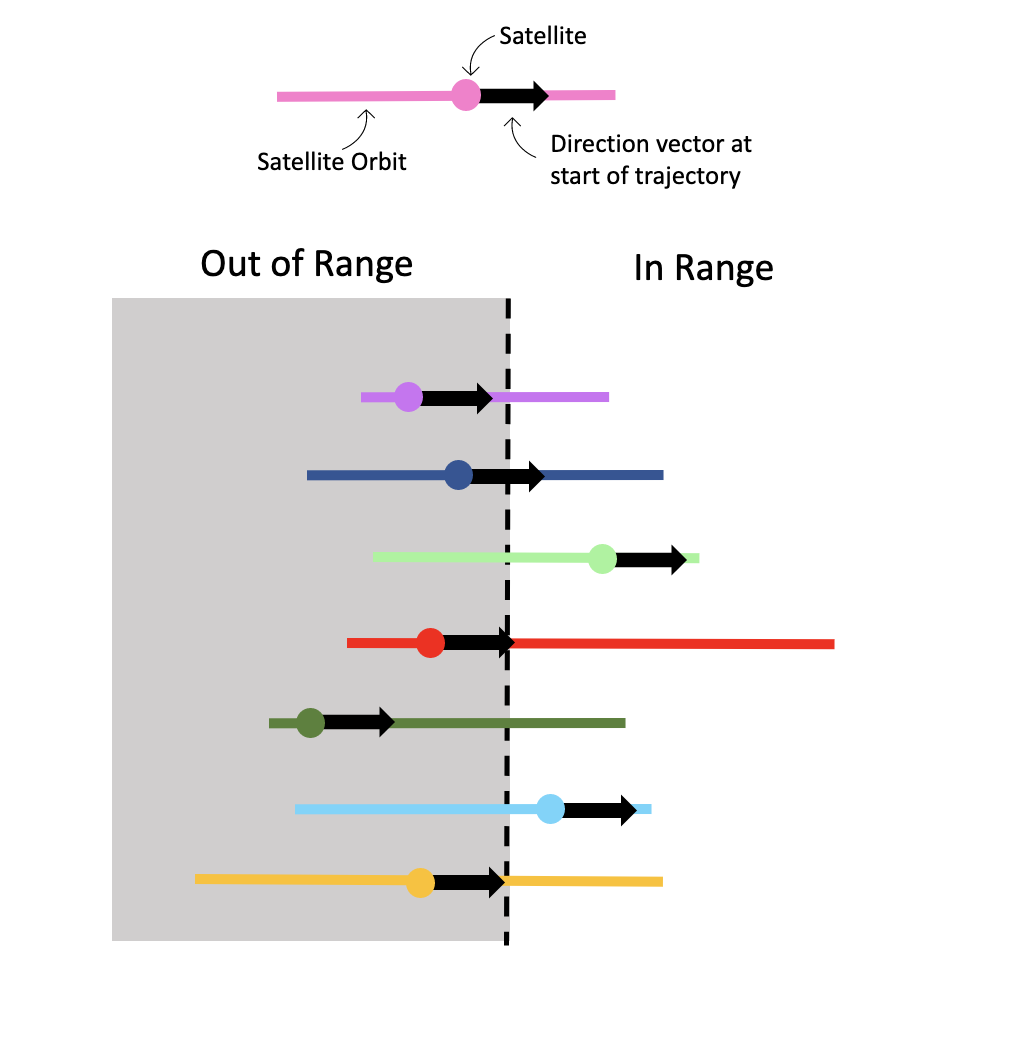 Satellite
Satellite Orbit
Direction vector at
start of trajectory
Out of Range
In Range